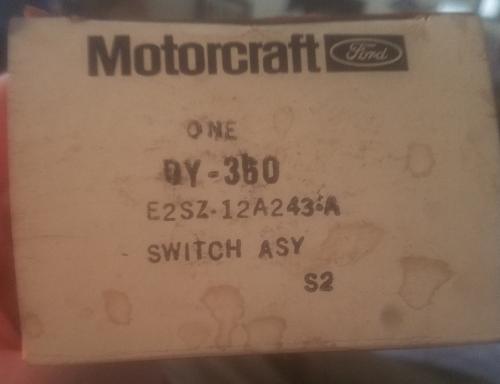 Motorcraft Ford
ONE
DY-360
E2SZ-12A243-A
SWITCH ASY
S2